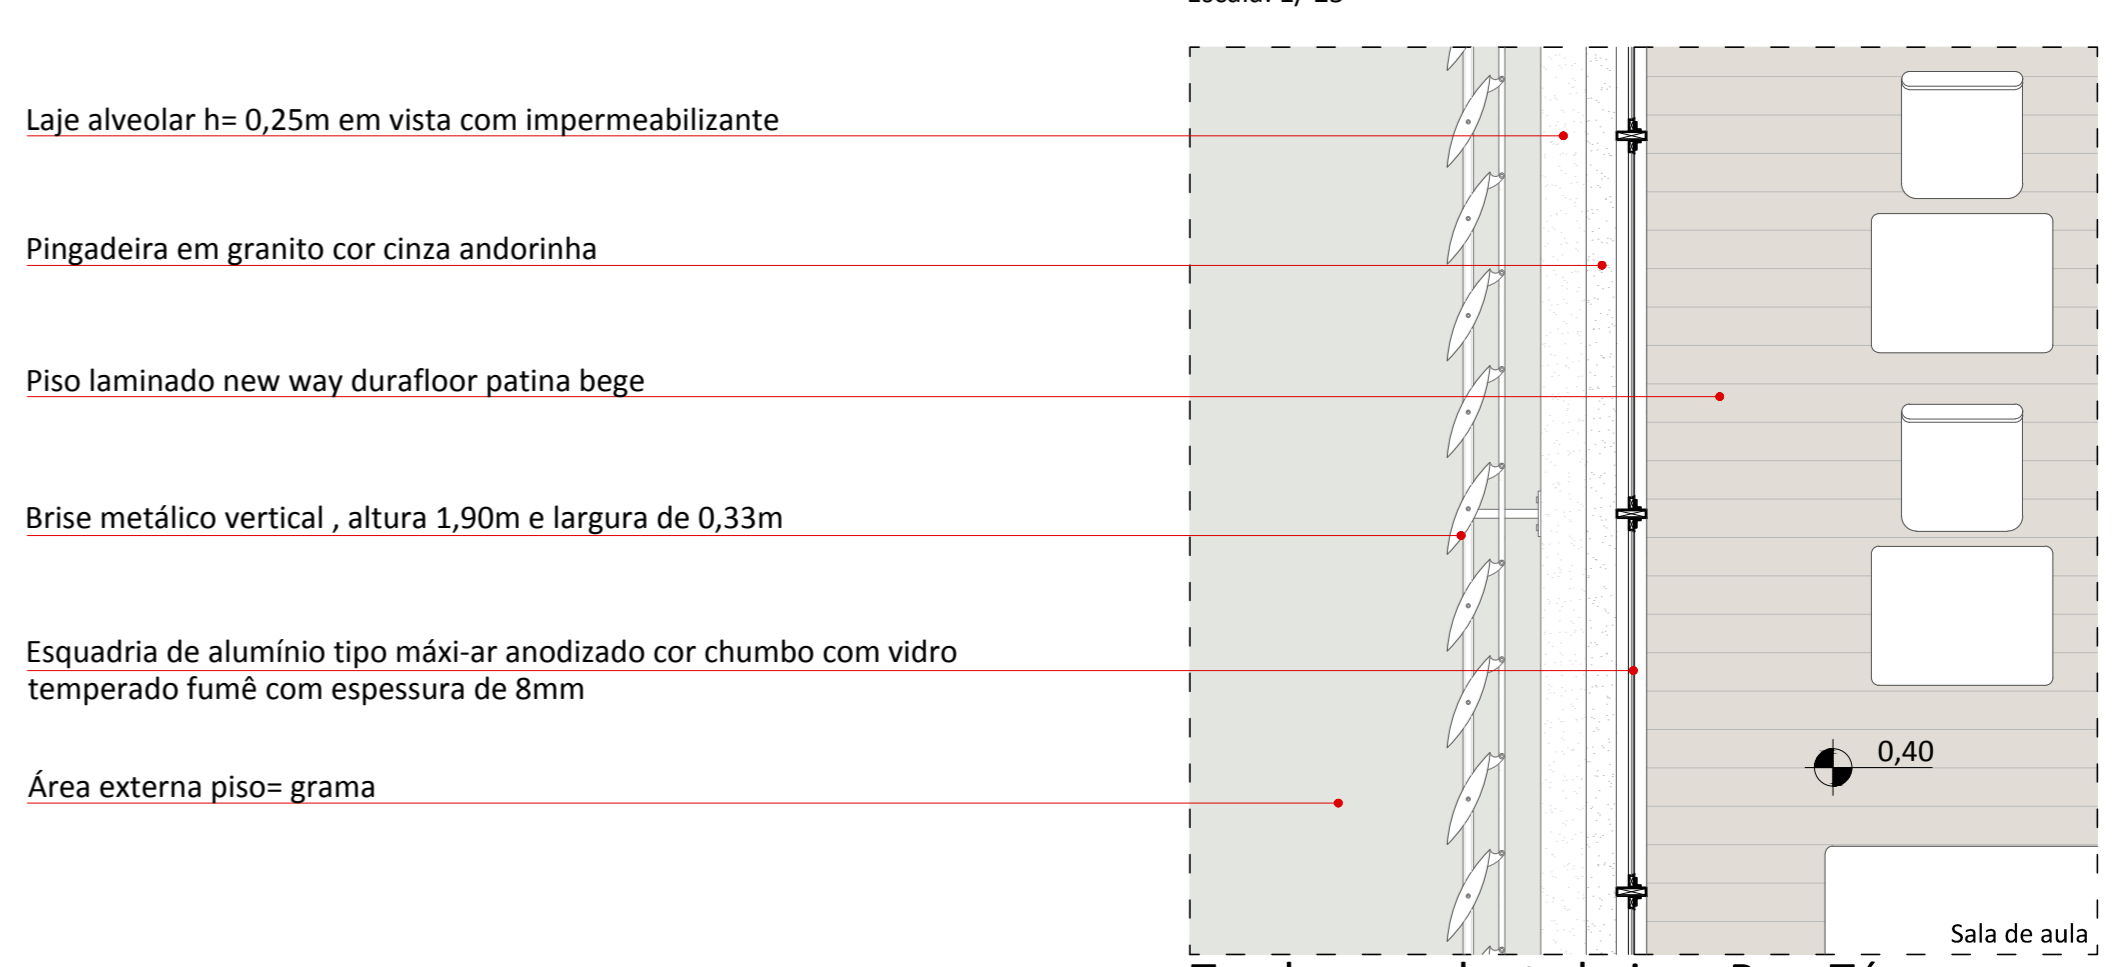 Laje alveolar h= 0,25m em vista com impermeabilizante
Pingadeira em granito cor cinza andorinha
Piso laminado new way durafloor patina bege
Brise metálico vertical , altura 1,90m e largura de 0,33m
Esquadria de alumínio tipo máxi-ar anodizado cor chumbo com vidro
temperado fumê com espessura de 8mm
Área externa piso= grama
0,40
Sala de aula